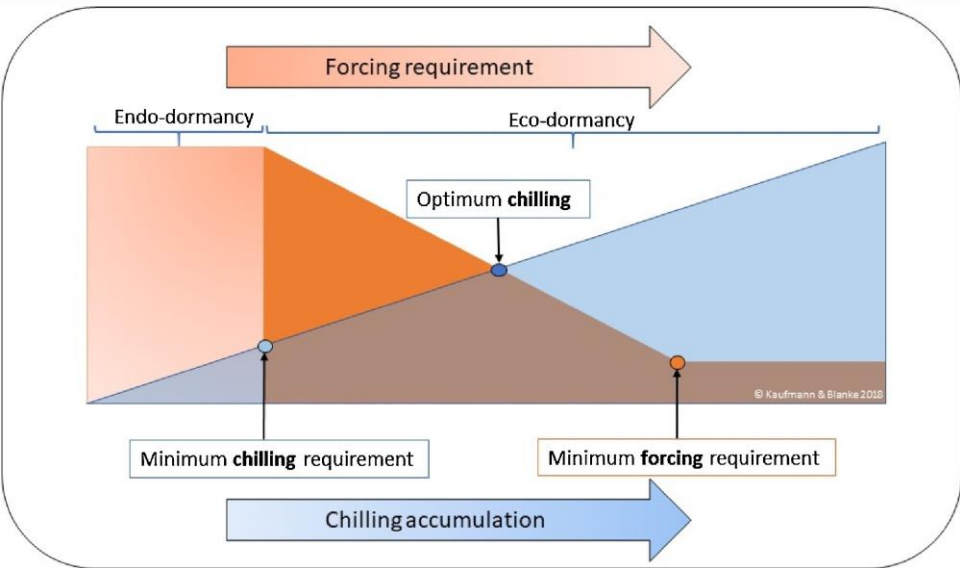 Forcing requirement
Endo-dormancy
Eco-dormancy
Optimum chilling
© Kaufmann & Blanke 2018
Minimum chilling requirement
Minimum forcing requirement
Chilling accumulation